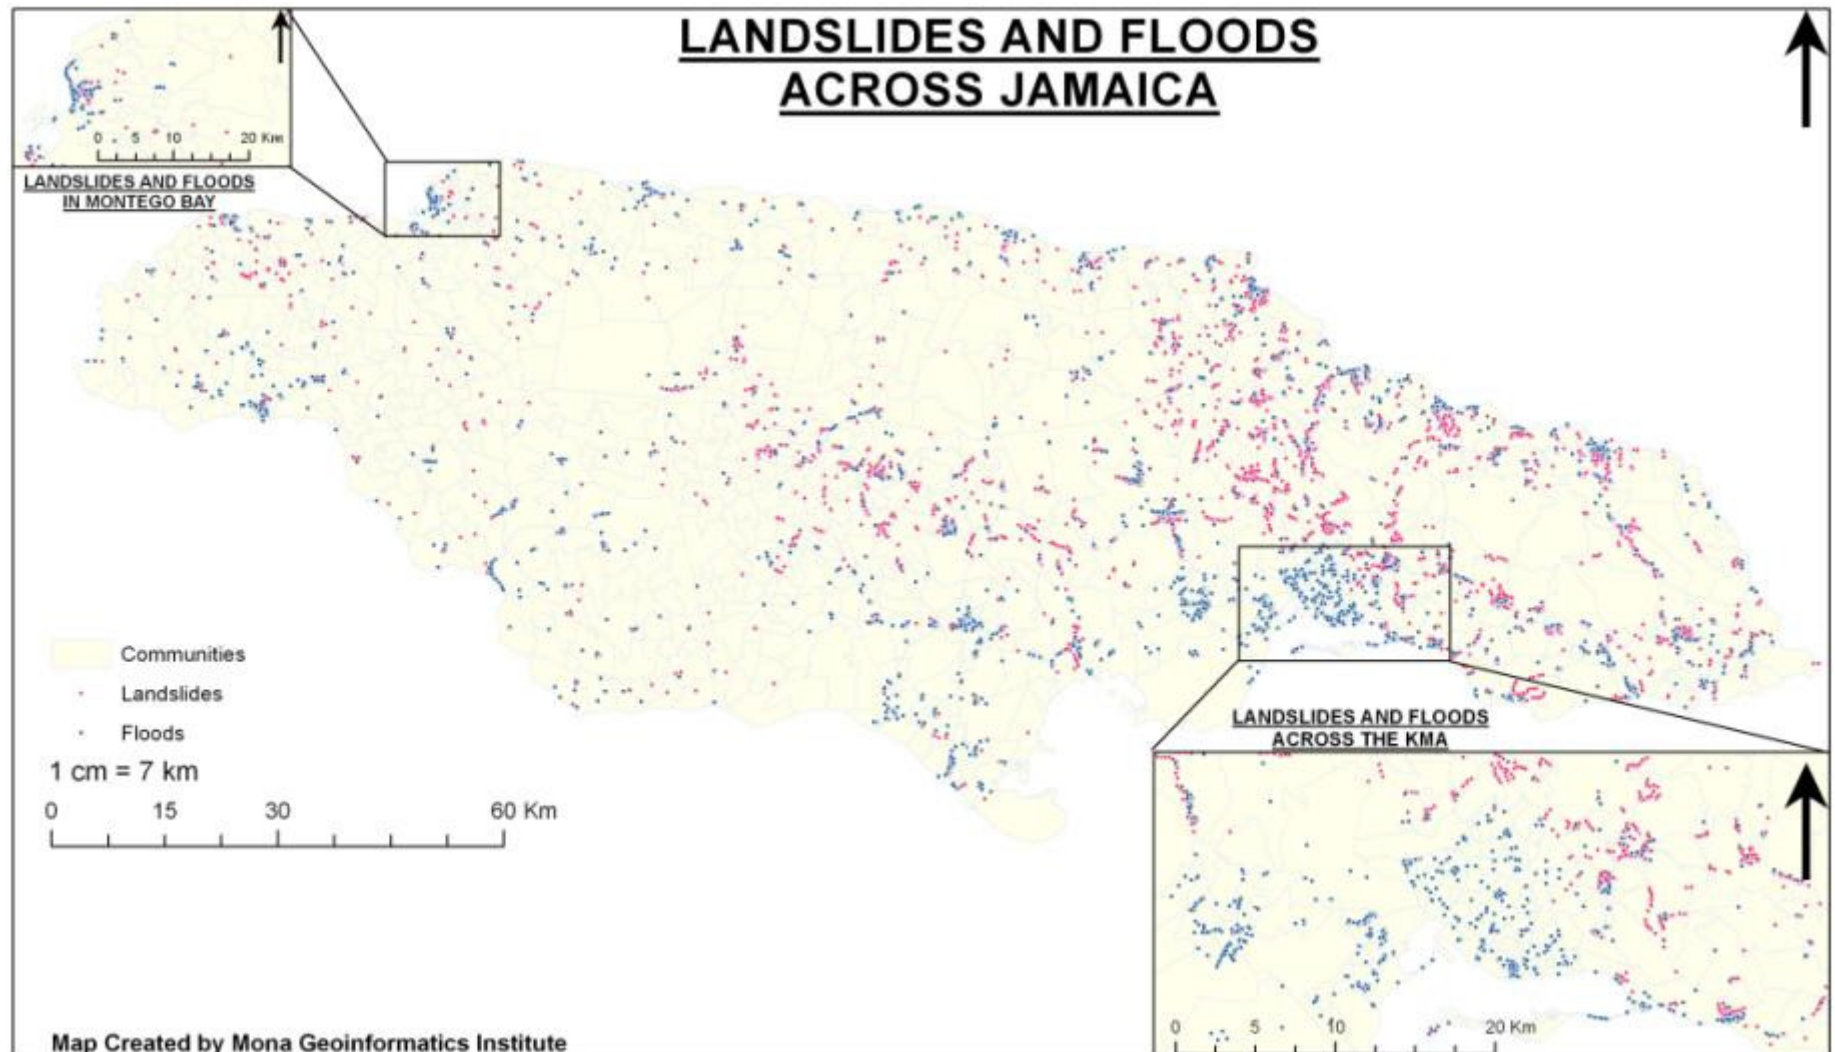 LANDSLIDES AND FLOODS
ACROSS JAMAICA
0 5 10 20 Km
LANDSLIDES AND FLOODS
IN MONTEGO BAY
Communities
Landslides
Floods
1 cm = 7 km
0 15 30 60 Km
LANDSLIDES AND FLOODS
ACROSS THE KMA
0 5 10 20 Km
Map Created by Mona Geoinformatics Institute